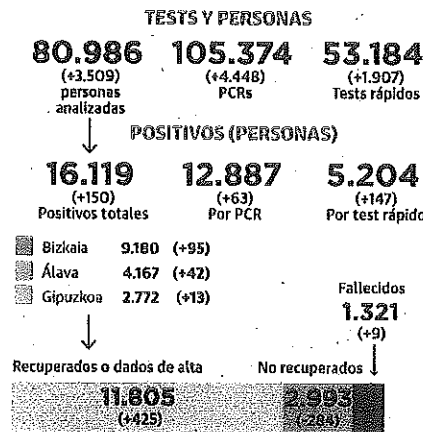 TESTS Y PERSONAS
80.986 105.374 53.184
(+3.509) (+4.448) (+1.907)
personas PCRs Tests rápidos
analizadas
POSITIVOS (PERSONAS)
16.119 12.887 5.204
(+150) (+63) (+147)
Positivos totales Por PCR Por test rápido
Bizkaia 9.180 (+95)
Álava 4.167 (+42)
Gipuzkoa 2.772 (+13)
Fallecidos
1.321
(+9)
Recuperados o dados de alta No recuperados
11.805 2.993
(+425) (-284)